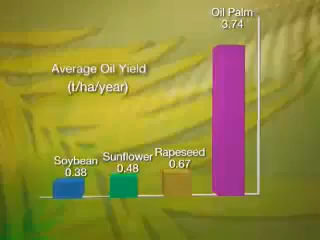 Oil Palm
3.74
Average Oil Yield
(t/ha/year)
Soybean
0.38
Sunflower
0.48
Rapeseed
0.67